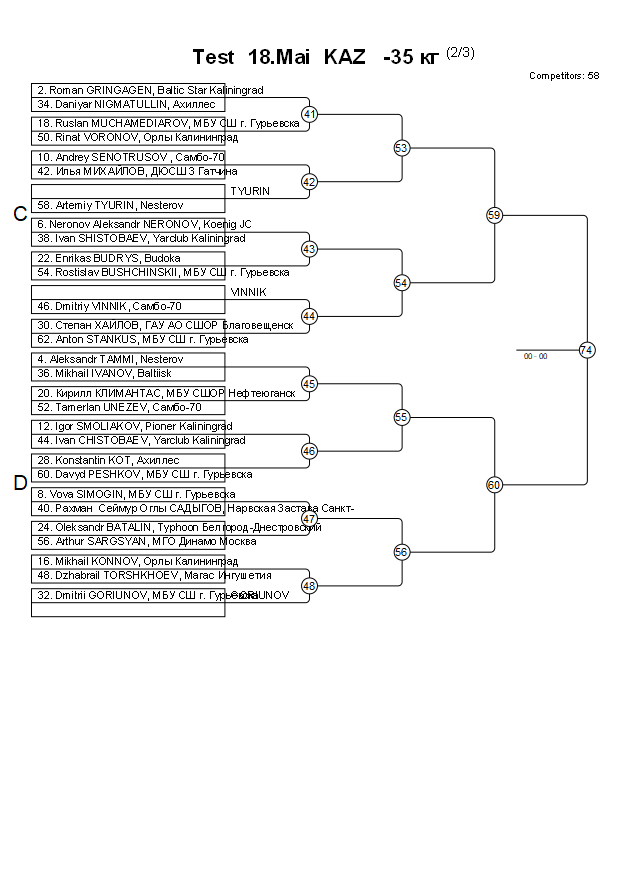 Test 18.Mai KAZ -35 кг (2/3)
Competitors: 58
2. Roman GRINGAGEN, Baltic Star Kaliningrad
34. Daniyar NIGMATULLIN, Ахиллес
41
18. Ruslan MUCHAMEDIAROV, МБУ СШ г. Гурьевска
50. Rinat VORONOV, Орлы Калининград
53
10. Andrey SENOTRUSOV , Самбо-70
42. Илья МИХАЙЛОВ, ДЮСШ 3 Гатчина
42
TYURIN
58. Artemiy TYURIN, Nesterov
C
59
6. Neronov Aleksandr NERONOV, Koenig JC
38. Ivan SHISTOBAEV, Yarclub Kaliningrad
43
22. Enrikas BUDRYS, Budoka
54. Rostislav BUSHCHINSKII, МБУ СШ г. Гурьевска
54
VINNIK
46. Dmitriy VINNIK, Самбо-70
44
30. Степан ХАИЛОВ, ГАУ АО СШОР Благовещенск
62. Anton STANKUS, МБУ СШ г. Гурьевска
74
00 - 00
4. Aleksandr TAMMI, Nesterov
36. Mikhail IVANOV, Baltiisk
45
20. Кирилл КЛИМАНТАС, МБУ СШОР Нефтеюганск
52. Tamerlan UNEZEV, Самбо-70
55
12. Igor SMOLIAKOV, Pioner Kaliningrad
44. Ivan CHISTOBAEV, Yarclub Kaliningrad
46
28. Konstantin KOT, Ахиллес
60. Davyd PESHKOV, МБУ СШ г. Гурьевска
D
60
8. Vova SIMOGIN, МБУ СШ г. Гурьевска
40. Рахман Сеймур Оглы САДЫГОВ, Нарвская Застава Санкт-
47
24. Oleksandr BATALIN, Typhoon Белгород-Днестровский
56. Arthur SARGSYAN, МГО Динамо Москва
56
16. Mikhail KONNOV, Орлы Калининград
48. Dzhabrail TORSHKHOEV, Магас Ингушетия
48
32. Dmitrii GORIUNOV, МБУ СШ г. Гурьевска
GORIUNOV